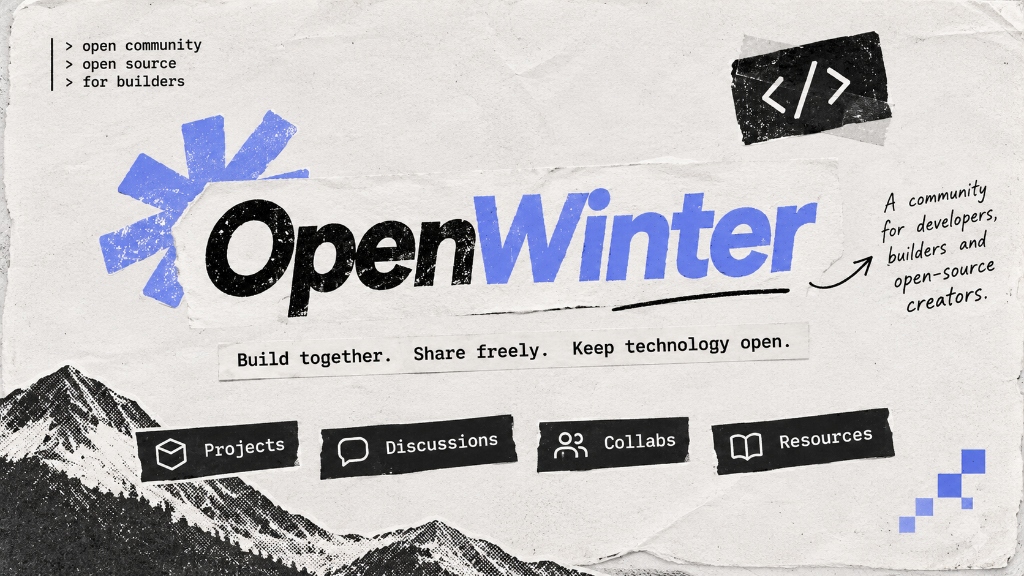 > open community
> open source
> for builders
</>
OpenWinter
A community
for developers,
builders and
open-source
creators.
Build together. Share freely. Keep technology open.
Projects
Discussions
Collabs
Resources